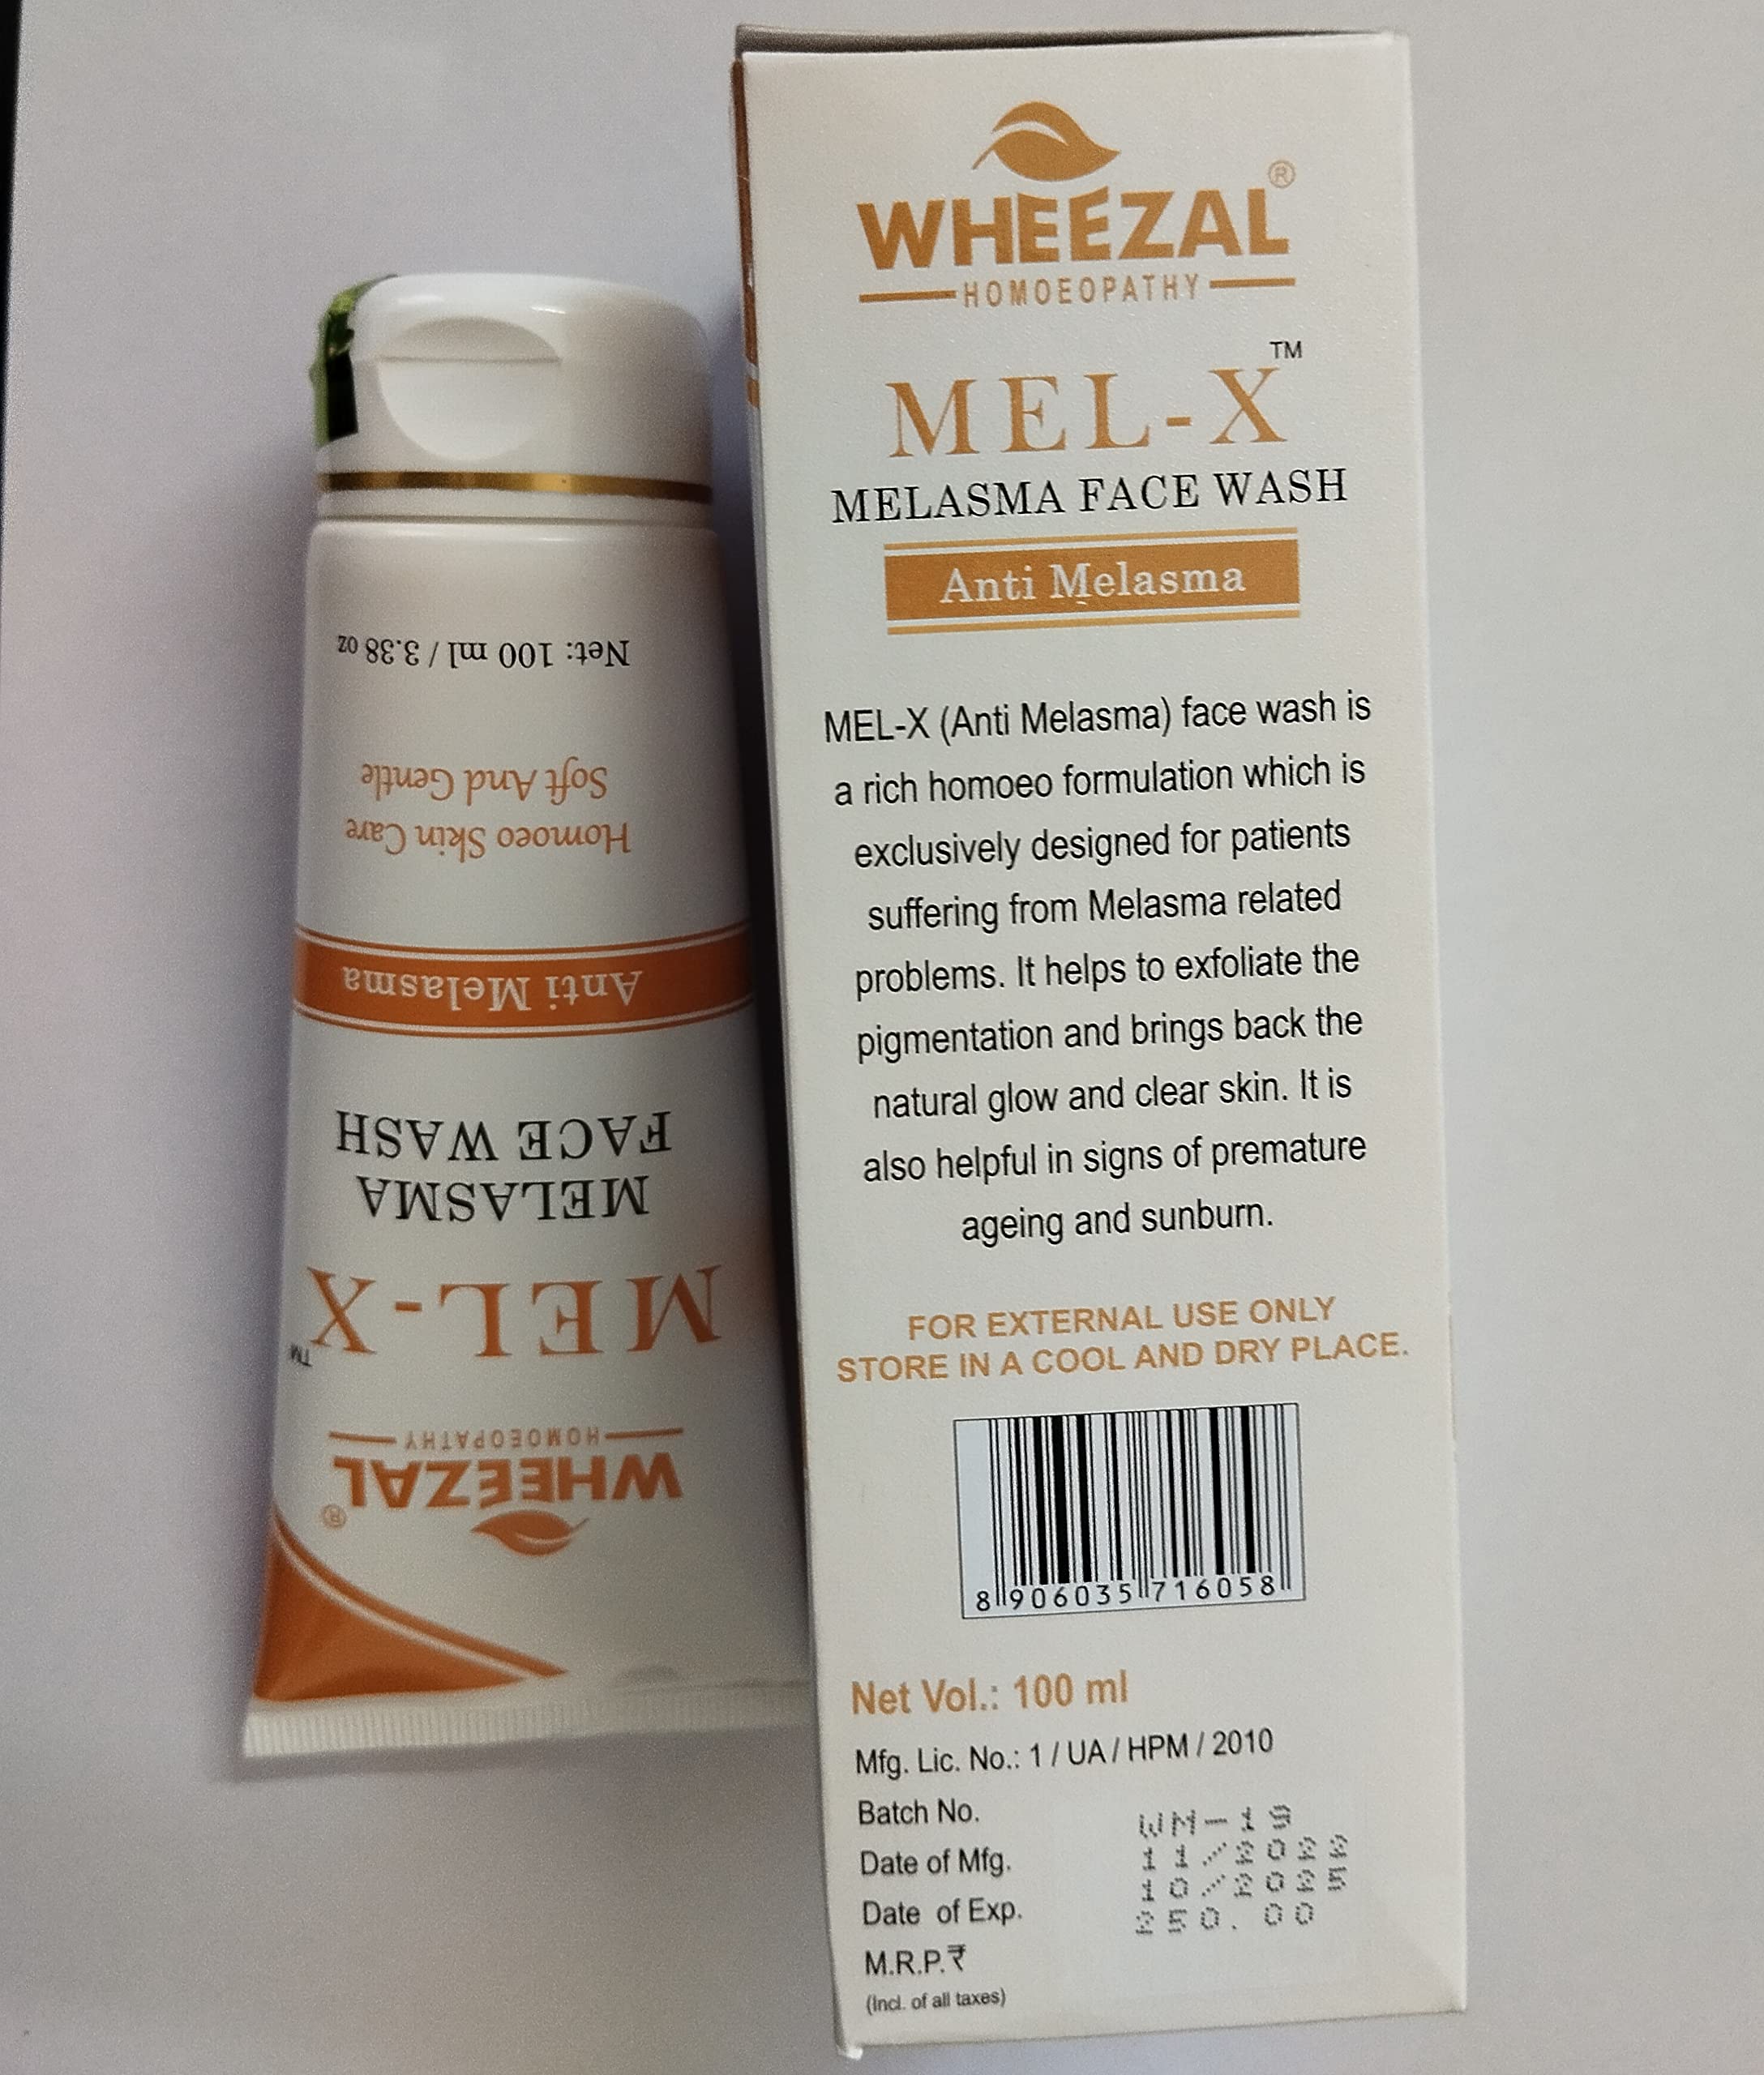 WHEEZAL®
HOMOEOPATHY
MEL-X™
MELASMA
FACE WASH
Anti Melasma
Homoeo Skin Care
Soft And Gentle
Net: 100 ml / 3.38 oz
WHEEZAL®
HOMOEOPATHY
MEL-X™
MELASMA FACE WASH
Anti Melasma
MEL-X (Anti Melasma) face wash is
a rich homoeo formulation which is
exclusively designed for patients
suffering from Melasma related
problems. It helps to exfoliate the
pigmentation and brings back the
natural glow and clear skin. It is
also helpful in signs of premature
ageing and sunburn.
FOR EXTERNAL USE ONLY
STORE IN A COOL AND DRY PLACE.
8 906035 716058
Net Vol.: 100 ml
Mfg. Lic. No.: 1 / UA / HPM / 2010
Batch No. WM-19
Date of Mfg. 11/2022
Date of Exp. 10/2025
M.R.P.₹ 250.00
(Incl. of all taxes)